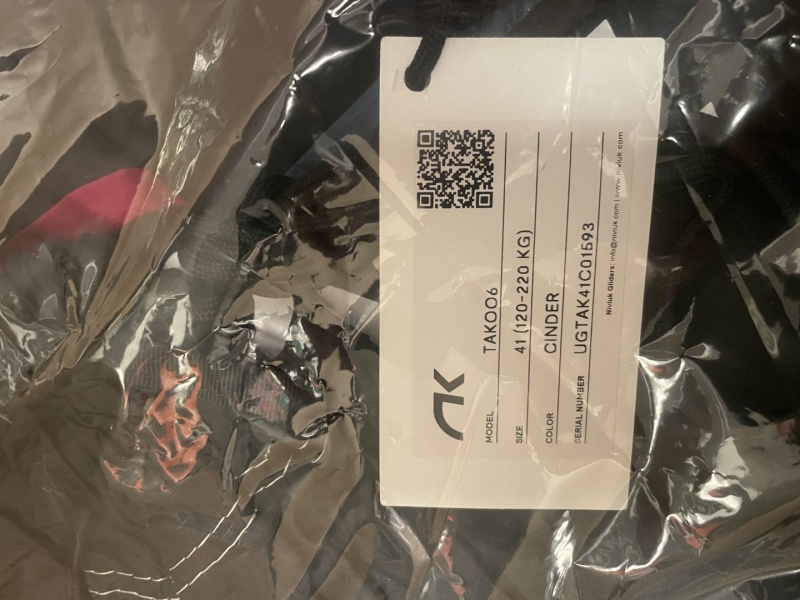 MODEL TAKOO6
SIZE 41 (120-220 KG)
COLOR CINDER
SERIAL NUMBER UGTAK41C01593
Niviuk Gliders: info@niviuk.com | www.niviuk.com